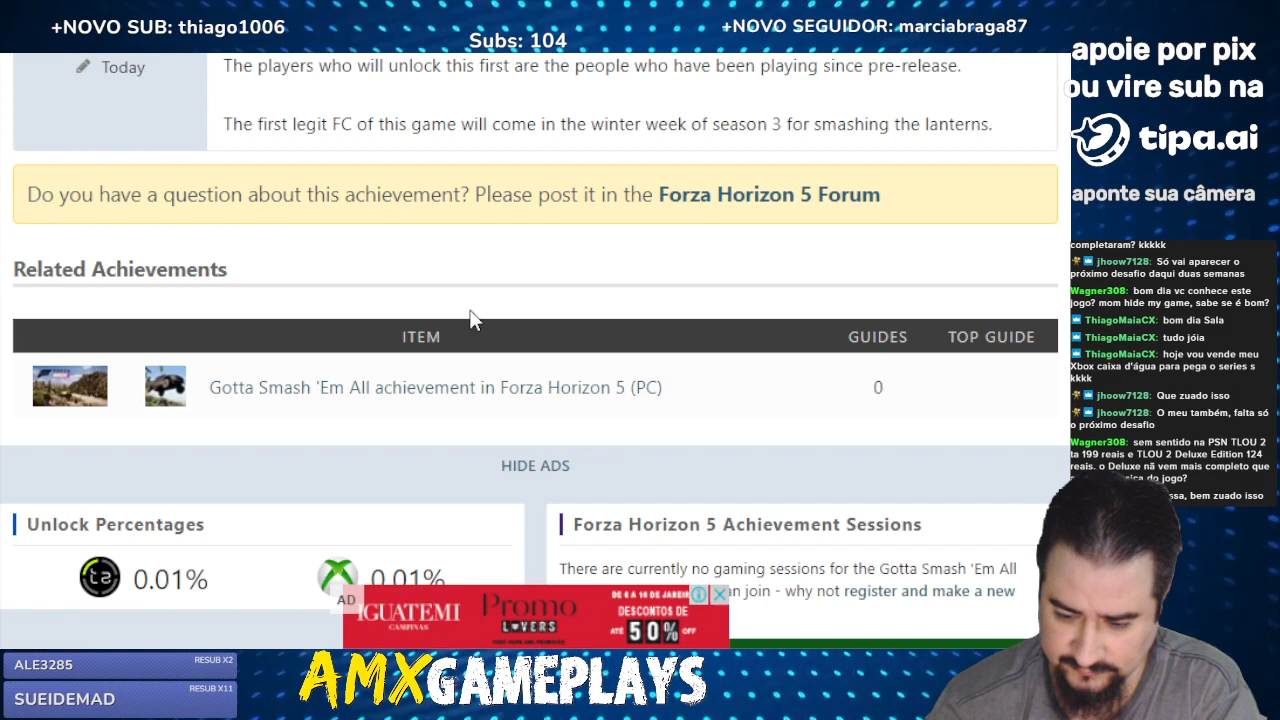 +NOVO SUB: thiago1006
Subs: 104
+NOVO SEGUIDOR: marciabraga87
apoie por pix
ou vire sub na
tipa.ai
aponte sua câmera
Today
The players who will unlock this first are the people who have been playing since pre-release.
The first legit FC of this game will come in the winter week of season 3 for smashing the lanterns.
Do you have a question about this achievement? Please post it in the Forza Horizon 5 Forum
Related Achievements
ITEM GUIDES TOP GUIDE
Gotta Smash 'Em All achievement in Forza Horizon 5 (PC) 0
HIDE ADS
Unlock Percentages
0.01% 0.01%
Forza Horizon 5 Achievement Sessions
There are currently no gaming sessions for the Gotta Smash 'Em All
an join - why not register and make a new
AD
IGUATEMI
CAMPINAS
Promo
LOVERS
DE 6 A 16 DE JANEIR
DESCONTOS DE
ATÉ 50% OFF
completaram? kkkkk
jhoow7128: Só vai aparecer o
próximo desafio daqui duas semanas
Wagner308: bom dia vc conhece este
jogo? mom hide my game, sabe se é bom?
ThiagoMaiaCX: bom dia Sala
ThiagoMaiaCX: tudo jóia
ThiagoMaiaCX: hoje vou vende meu
Xbox caixa d'água para pega o series s
kkkk
jhoow7128: Que zuado isso
jhoow7128: O meu também, falta só
o próximo desafio
Wagner308: sem sentido na PSN TLOU 2
ta 199 reais e TLOU 2 Deluxe Edition 124
reais. o Deluxe nã vem mais completo que
do jogo?
ssa, bem zuado isso
ALE3285 RESUB X2
SUEIDEMAD RESUB X11
AMXGAMEPLAYS